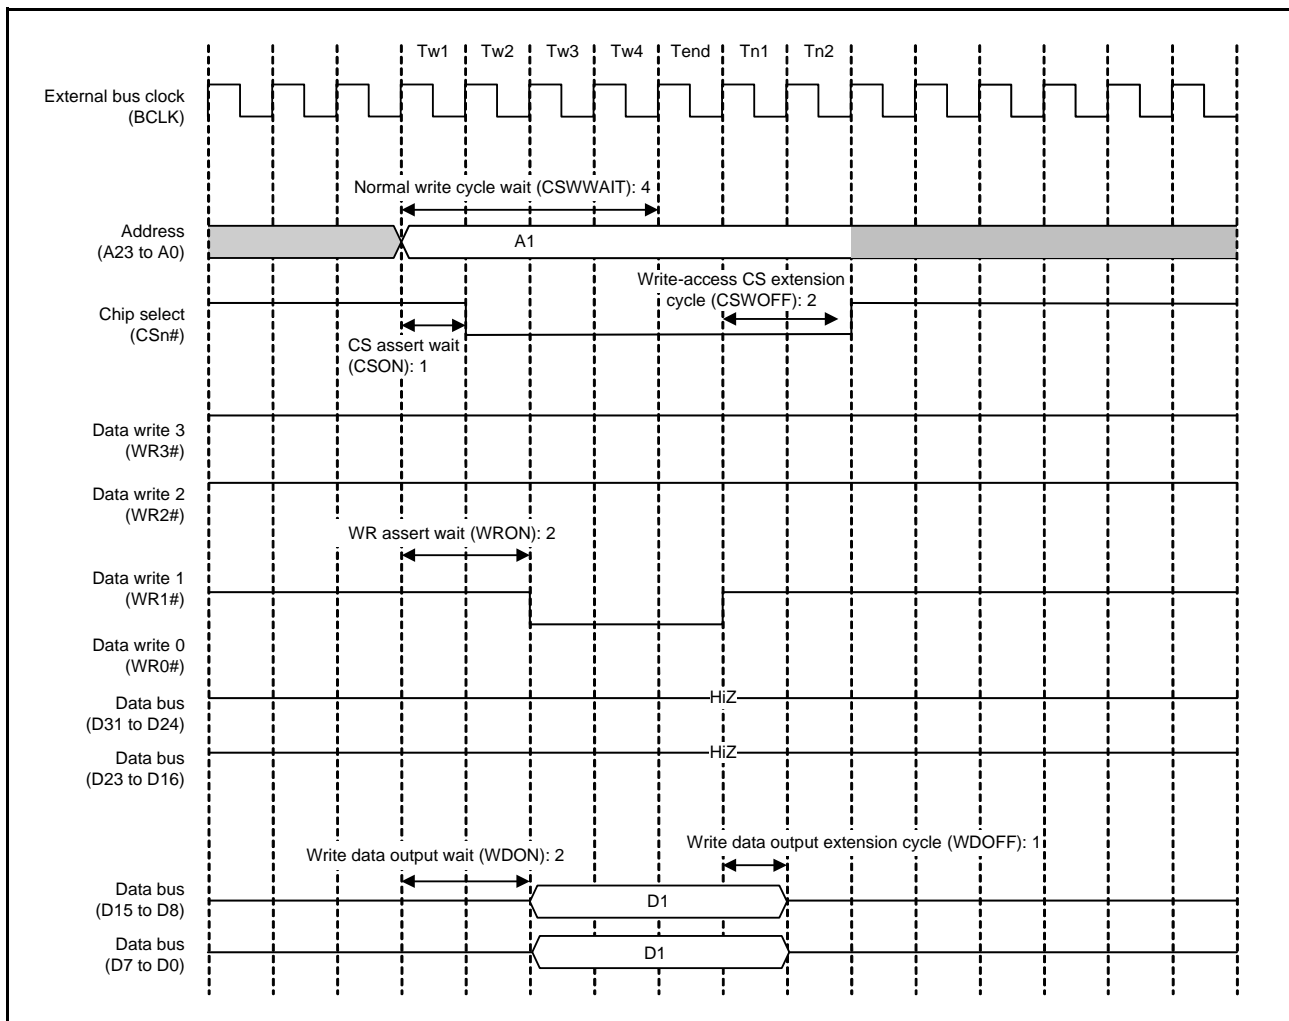 Tw1 Tw2 Tw3 Tw4 Tend Tn1 Tn2
External bus clock
(BCLK)
Normal write cycle wait (CSWWAIT): 4
Address
(A23 to A0)
A1
Write-access CS extension
cycle (CSWOFF): 2
Chip select
(CSn#)
CS assert wait
(CSON): 1
Data write 3
(WR3#)
Data write 2
(WR2#)
WR assert wait (WRON): 2
Data write 1
(WR1#)
Data write 0
(WR0#)
Data bus
(D31 to D24)
HiZ
Data bus
(D23 to D16)
HiZ
Write data output extension cycle (WDOFF): 1
Write data output wait (WDON): 2
Data bus
(D15 to D8)
D1
Data bus
(D7 to D0)
D1